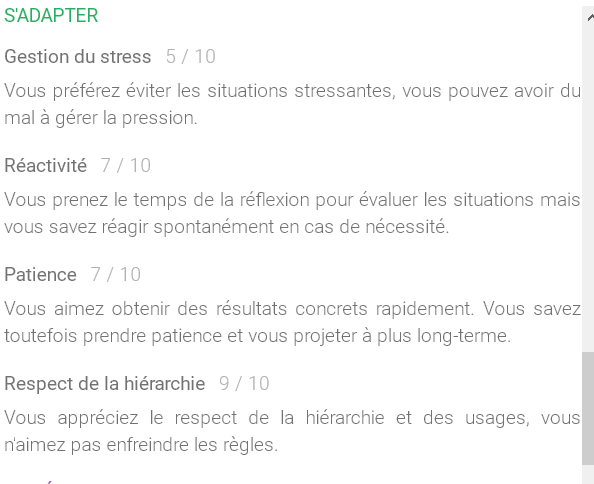 S'ADAPTER
Gestion du stress 5 / 10
Vous préférez éviter les situations stressantes, vous pouvez avoir du
mal à gérer la pression.
Réactivité 7 / 10
Vous prenez le temps de la réflexion pour évaluer les situations mais
vous savez réagir spontanément en cas de nécessité.
Patience 7 / 10
Vous aimez obtenir des résultats concrets rapidement. Vous savez
toutefois prendre patience et vous projeter à plus long-terme.
Respect de la hiérarchie 9 / 10
Vous appréciez le respect de la hiérarchie et des usages, vous
n'aimez pas enfreindre les règles.